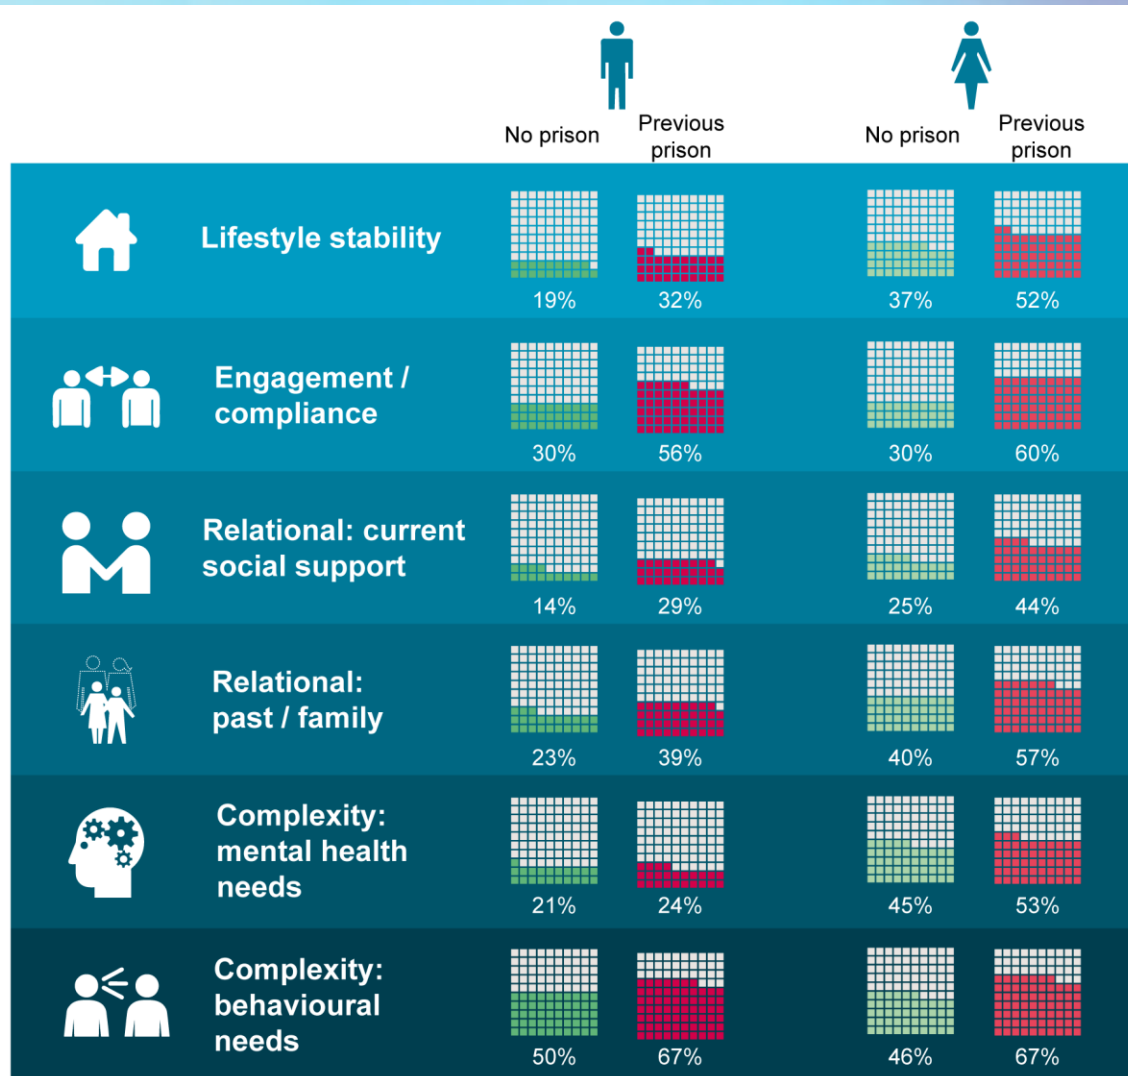 No prison
Previous
prison
No prison
Previous
prison
Lifestyle stability
19%
32%
37%
52%
Engagement /
compliance
30%
56%
30%
60%
Relational: current
social support
14%
29%
25%
44%
Relational:
past / family
23%
39%
40%
57%
Complexity:
mental health
needs
21%
24%
45%
53%
Complexity:
behavioural
needs
50%
67%
46%
67%